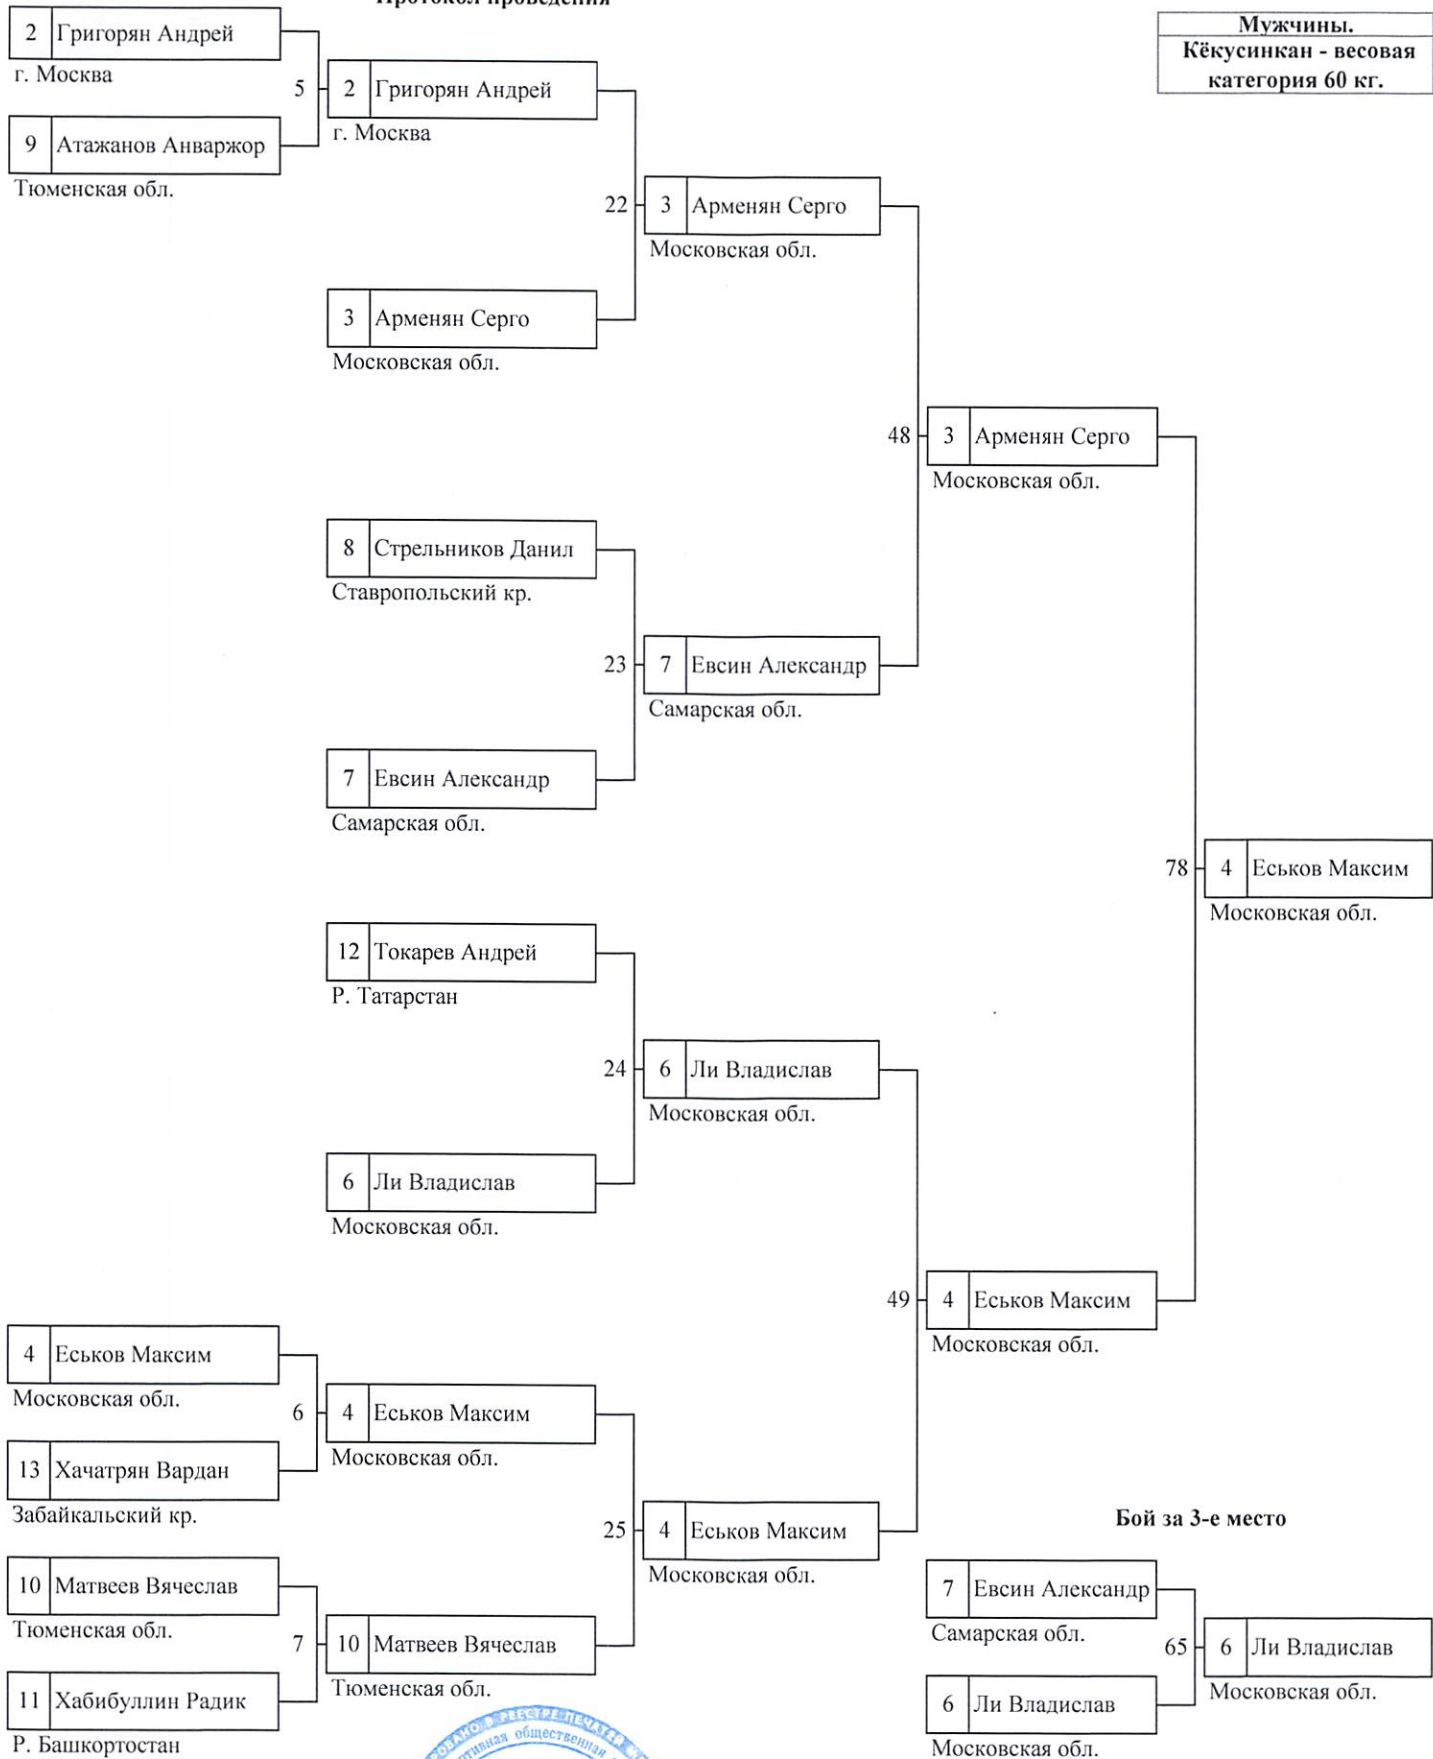 Протокол проведения
Мужчины.
Кёкусинкан - весовая
категория 60 кг.
2 Григорян Андрей
г. Москва
5
9 Атажанов Анваржор
Тюменская обл.
2 Григорян Андрей
г. Москва
22
3 Арменян Серго
Московская обл.
3 Арменян Серго
Московская обл.
48
3 Арменян Серго
Московская обл.
8 Стрельников Данил
Ставропольский кр.
23
7 Евсин Александр
Самарская обл.
7 Евсин Александр
Самарская обл.
78
4 Еськов Максим
Московская обл.
12 Токарев Андрей
Р. Татарстан
24
6 Ли Владислав
Московская обл.
6 Ли Владислав
Московская обл.
49
4 Еськов Максим
Московская обл.
4 Еськов Максим
Московская обл.
6
13 Хачатрян Вардан
Забайкальский кр.
4 Еськов Максим
Московская обл.
25
4 Еськов Максим
Московская обл.
10 Матвеев Вячеслав
Тюменская обл.
7
11 Хабибуллин Радик
Р. Башкортостан
10 Матвеев Вячеслав
Тюменская обл.
Бой за 3-е место
7 Евсин Александр
Самарская обл.
65
6 Ли Владислав
Московская обл.
6 Ли Владислав
Московская обл.
В РЕЕСТРЕ ПЕЧАТЕЙ
общественная